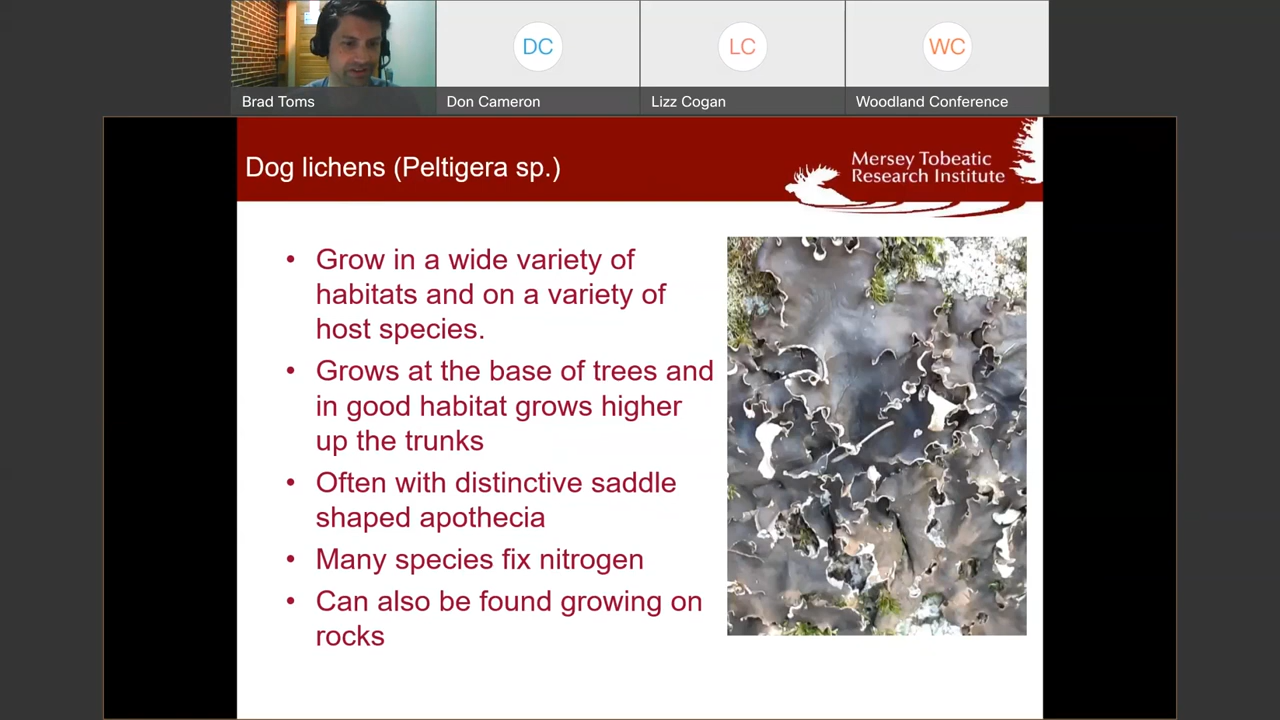 DC
LC
WC
Brad Toms
Don Cameron
Lizz Cogan
Woodland Conference
Dog lichens (Peltigera sp.)
Mersey Tobeatic
Research Institute
• Grow in a wide variety of
habitats and on a variety of
host species.
• Grows at the base of trees and
in good habitat grows higher
up the trunks
• Often with distinctive saddle
shaped apothecia
• Many species fix nitrogen
• Can also be found growing on
rocks